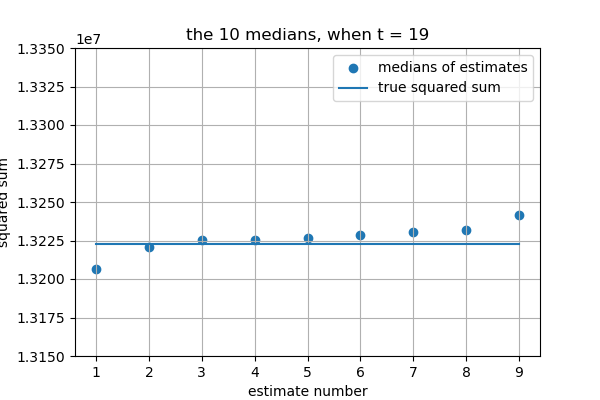 the 10 medians, when t = 19
1e7
1.3350
1.3325
1.3300
1.3275
1.3250
1.3225
1.3200
1.3175
1.3150
squared sum
medians of estimates
true squared sum
1 2 3 4 5 6 7 8 9
estimate number